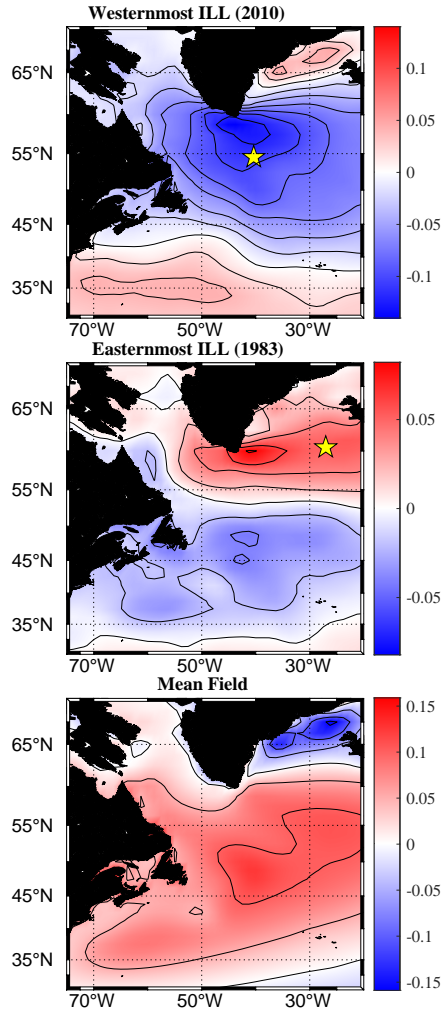 Westernmost ILL (2010)
65°N
55°N
45°N
35°N
70°W 50°W 30°W
0.1
0.05
0
-0.05
-0.1
Easternmost ILL (1983)
65°N
55°N
45°N
35°N
70°W 50°W 30°W
0.05
0
-0.05
Mean Field
65°N
55°N
45°N
35°N
70°W 50°W 30°W
0.15
0.1
0.05
0
-0.05
-0.1
-0.15